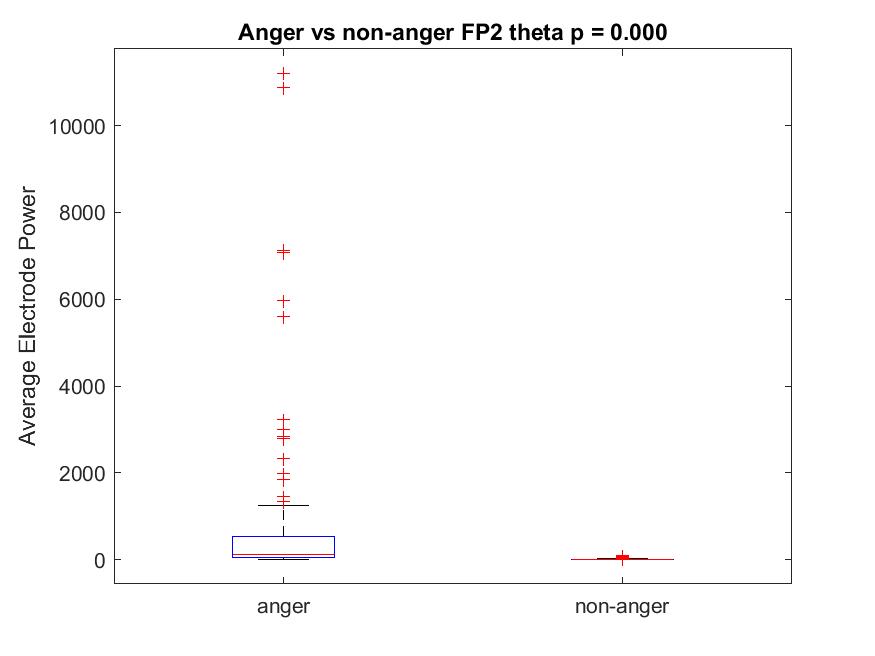 Anger vs non-anger FP2 theta p = 0.000
Average Electrode Power
10000
8000
6000
4000
2000
0
anger
non-anger